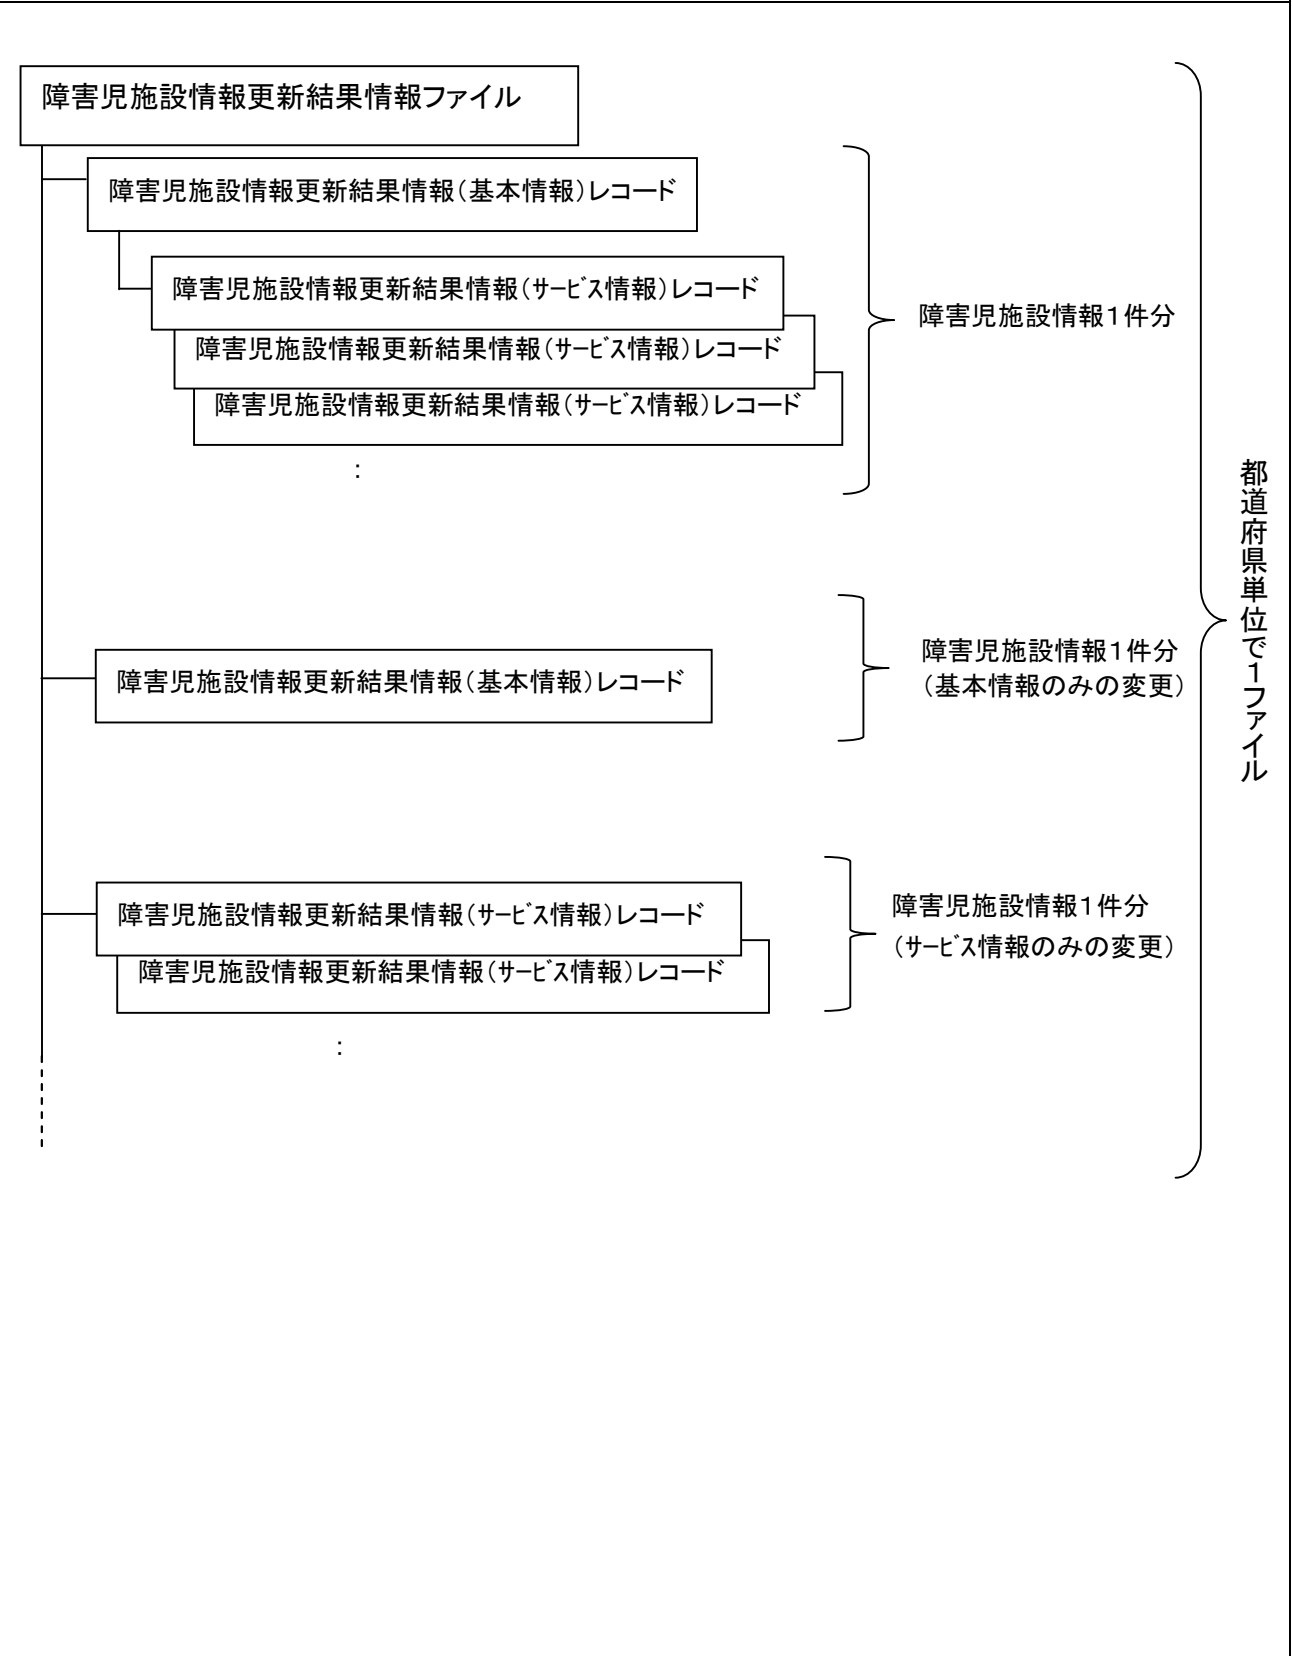 障害児施設情報更新結果情報ファイル
障害児施設情報更新結果情報（基本情報）レコード
障害児施設情報更新結果情報（ｻｰﾋﾞｽ情報）レコード
障害児施設情報更新結果情報（ｻｰﾋﾞｽ情報）レコード
障害児施設情報更新結果情報（ｻｰﾋﾞｽ情報）レコード
：
障害児施設情報１件分
障害児施設情報更新結果情報（基本情報）レコード
障害児施設情報１件分
（基本情報のみの変更）
障害児施設情報更新結果情報（ｻｰﾋﾞｽ情報）レコード
障害児施設情報更新結果情報（ｻｰﾋﾞｽ情報）レコード
：
障害児施設情報１件分
（ｻｰﾋﾞｽ情報のみの変更）
都道府県単位で１ファイル